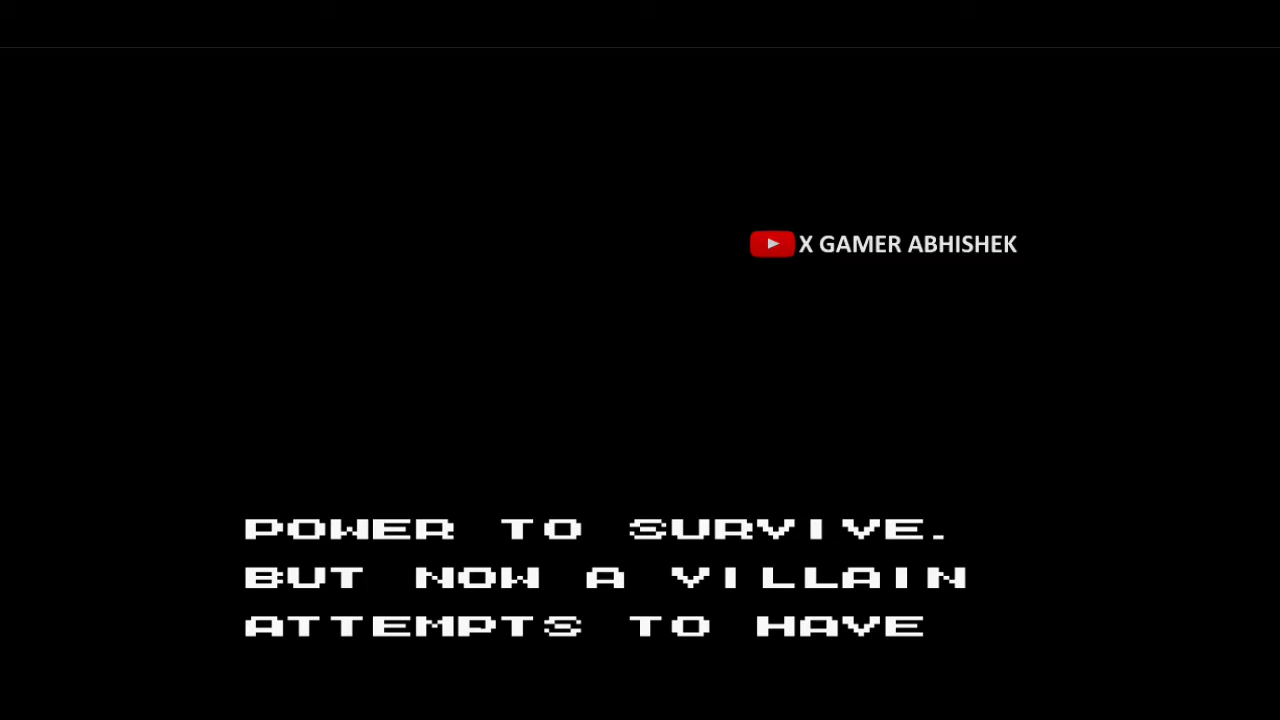 X GAMER ABHISHEK
POWER TO SURVIVE.
BUT NOW A VILLAIN
ATTEMPTS TO HAVE